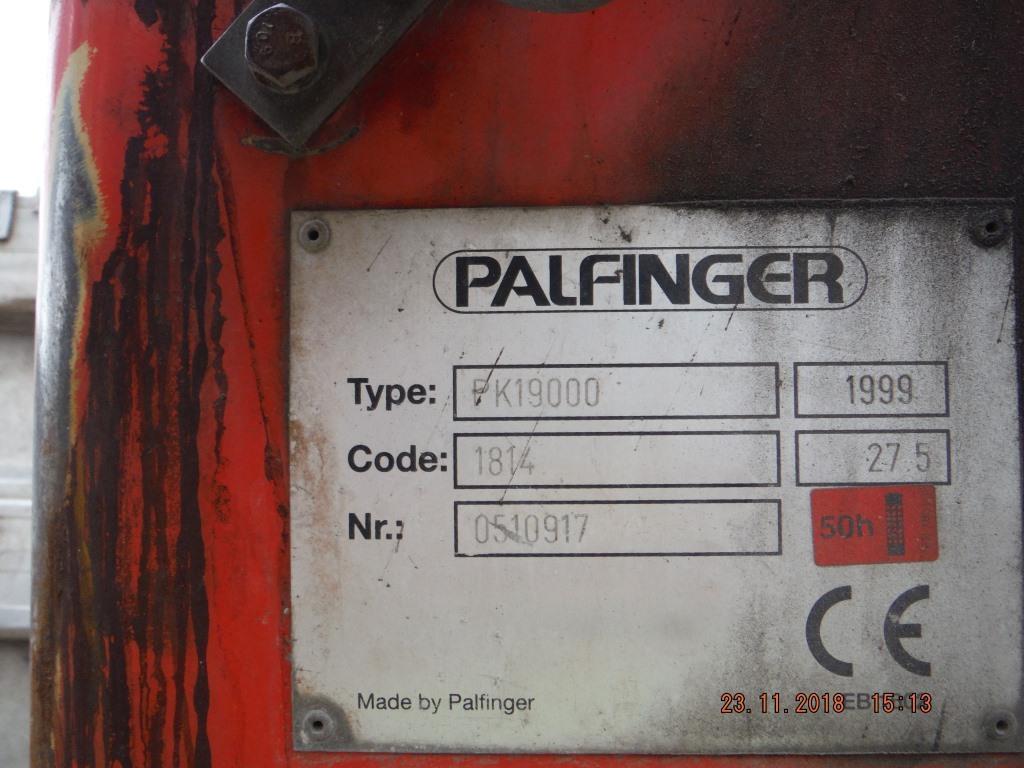 PALFINGER
Type: PK19000 1999
Code: 1814 27 5
Nr.: 0510917
50h
CE
Made by Palfinger
23.11.2018 15:13